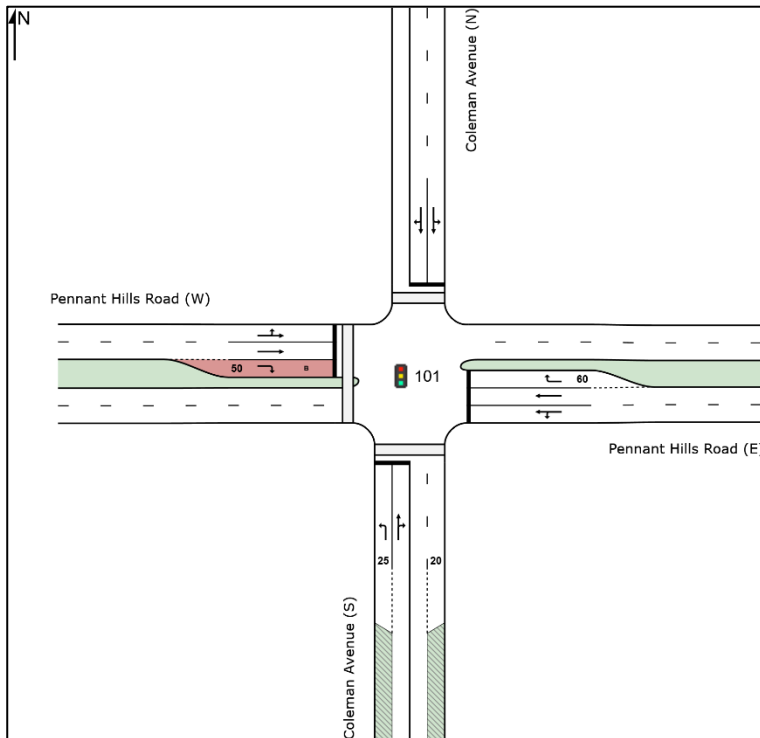 N
Coleman Avenue (N)
Pennant Hills Road (W)
50
B
101
60
Pennant Hills Road (E)
25
20
Coleman Avenue (S)